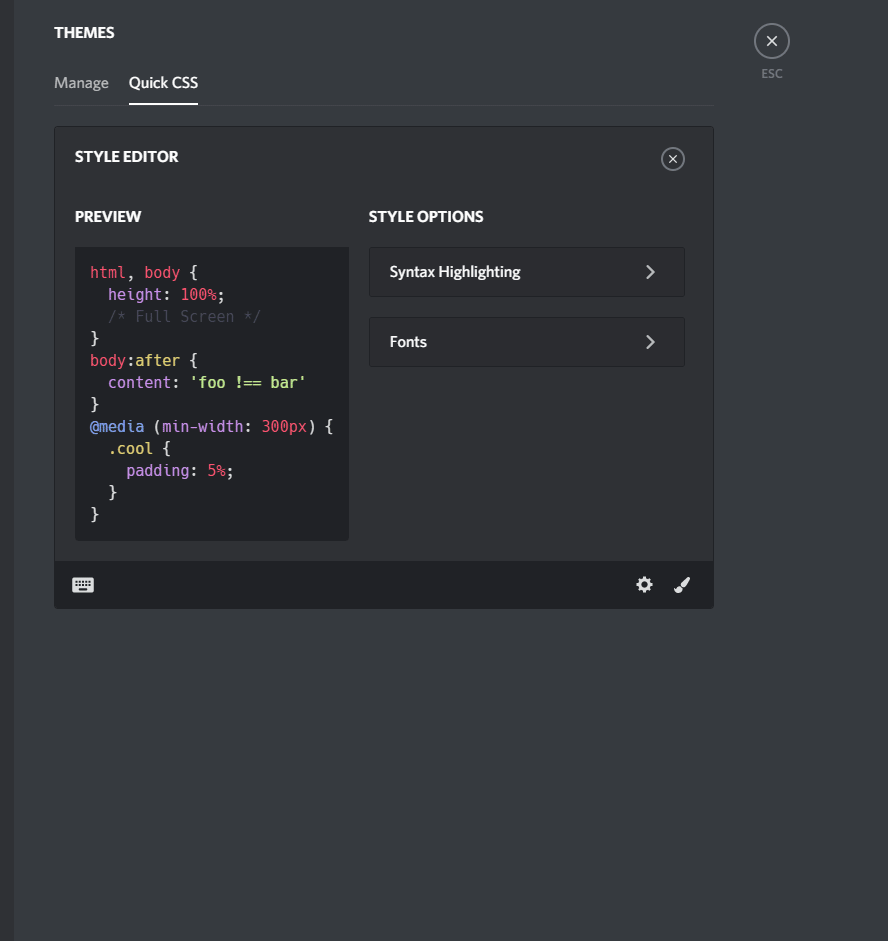 THEMES
ESC
Manage Quick CSS
STYLE EDITOR
PREVIEW
html, body {
  height: 100%;
  /* Full Screen */
}
body:after {
  content: 'foo !== bar'
}
@media (min-width: 300px) {
  .cool {
    padding: 5%;
  }
}
STYLE OPTIONS
Syntax Highlighting
Fonts